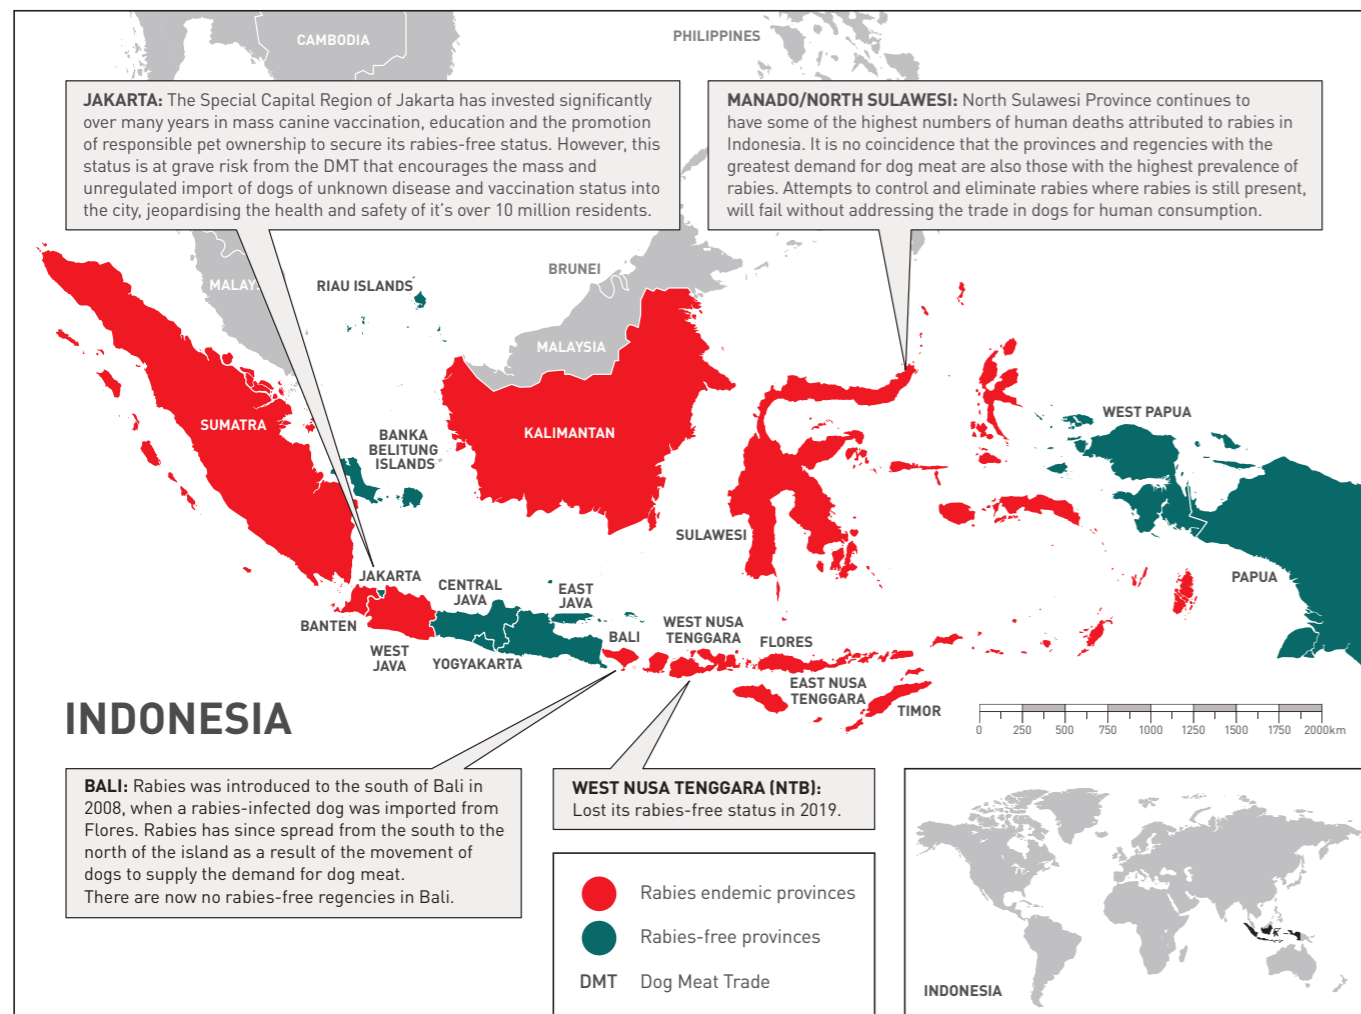 CAMBODIA
PHILIPPINES
JAKARTA: The Special Capital Region of Jakarta has invested significantly
over many years in mass canine vaccination, education and the promotion
of responsible pet ownership to secure its rabies-free status. However, this
status is at grave risk from the DMT that encourages the mass and
unregulated import of dogs of unknown disease and vaccination status into
the city, jeopardising the health and safety of it's over 10 million residents.
MANADO/NORTH SULAWESI: North Sulawesi Province continues to
have some of the highest numbers of human deaths attributed to rabies in
Indonesia. It is no coincidence that the provinces and regencies with the
greatest demand for dog meat are also those with the highest prevalence of
rabies. Attempts to control and eliminate rabies where rabies is still present,
will fail without addressing the trade in dogs for human consumption.
BRUNEI
MALAY
RIAU ISLANDS
MALAYSIA
SUMATRA
KALIMANTAN
BANKA
BELITUNG
ISLANDS
WEST PAPUA
SULAWESI
PAPUA
JAKARTA
CENTRAL
JAVA
EAST
JAVA
BANTEN
WEST
JAVA
YOGYAKARTA
BALI
WEST NUSA
TENGGARA
FLORES
EAST NUSA
TENGGARA
TIMOR
INDONESIA
0 250 500 750 1000 1250 1500 1750 2000km
BALI: Rabies was introduced to the south of Bali in
2008, when a rabies-infected dog was imported from
Flores. Rabies has since spread from the south to the
north of the island as a result of the movement of
dogs to supply the demand for dog meat.
There are now no rabies-free regencies in Bali.
WEST NUSA TENGGARA (NTB):
Lost its rabies-free status in 2019.
Rabies endemic provinces
Rabies-free provinces
DMT Dog Meat Trade
INDONESIA